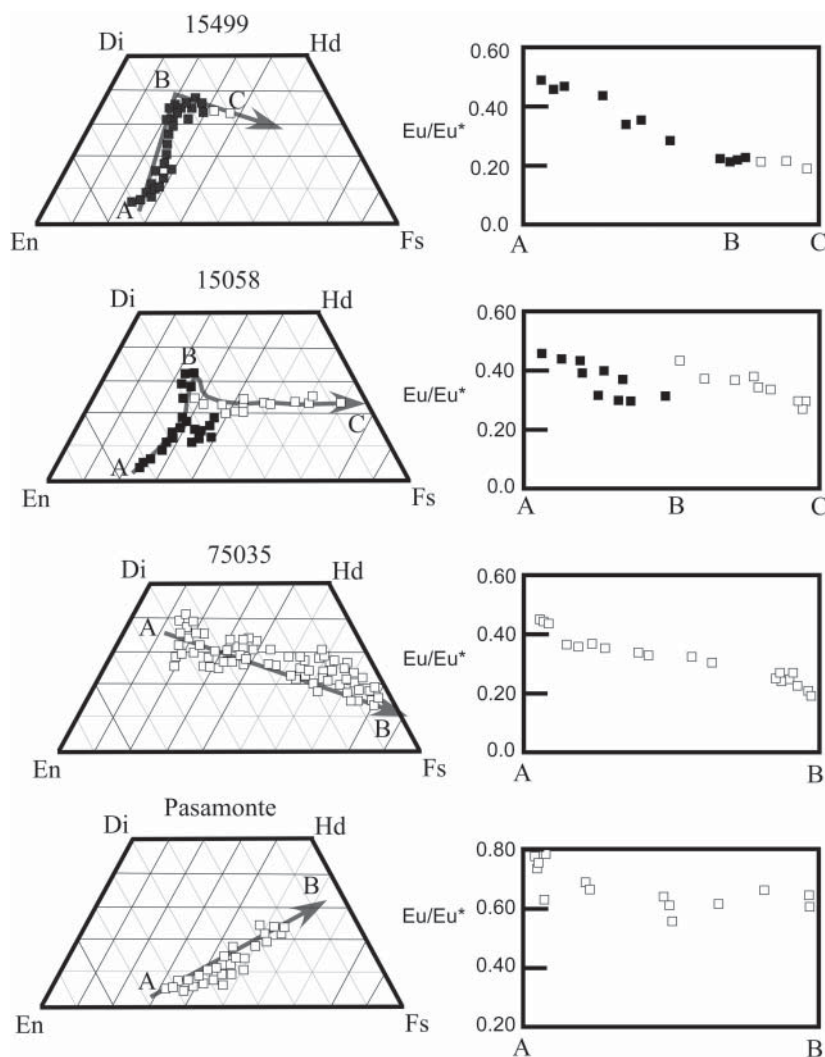 15499
Di Hd
B
C
A
En Fs
0.60
0.40
Eu/Eu*
0.20
0.0
A B C
15058
Di Hd
B
A
C
En Fs
0.60
0.40
Eu/Eu*
0.20
0.0
A B C
75035
Di Hd
A
B
En Fs
0.60
0.40
Eu/Eu*
0.20
0.0
A B
Pasamonte
Di Hd
B
A
En Fs
0.80
Eu/Eu*
0.60
0.40
0.20
A B